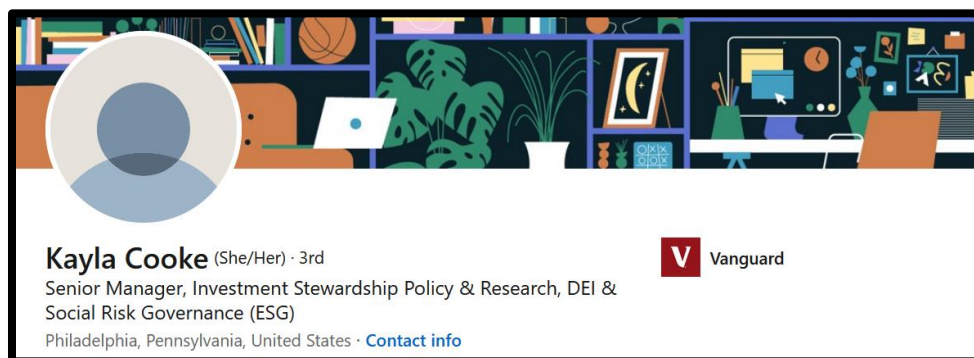 Kayla Cooke (She/Her) · 3rd
Senior Manager, Investment Stewardship Policy & Research, DEI &
Social Risk Governance (ESG)
Philadelphia, Pennsylvania, United States · Contact info
V Vanguard